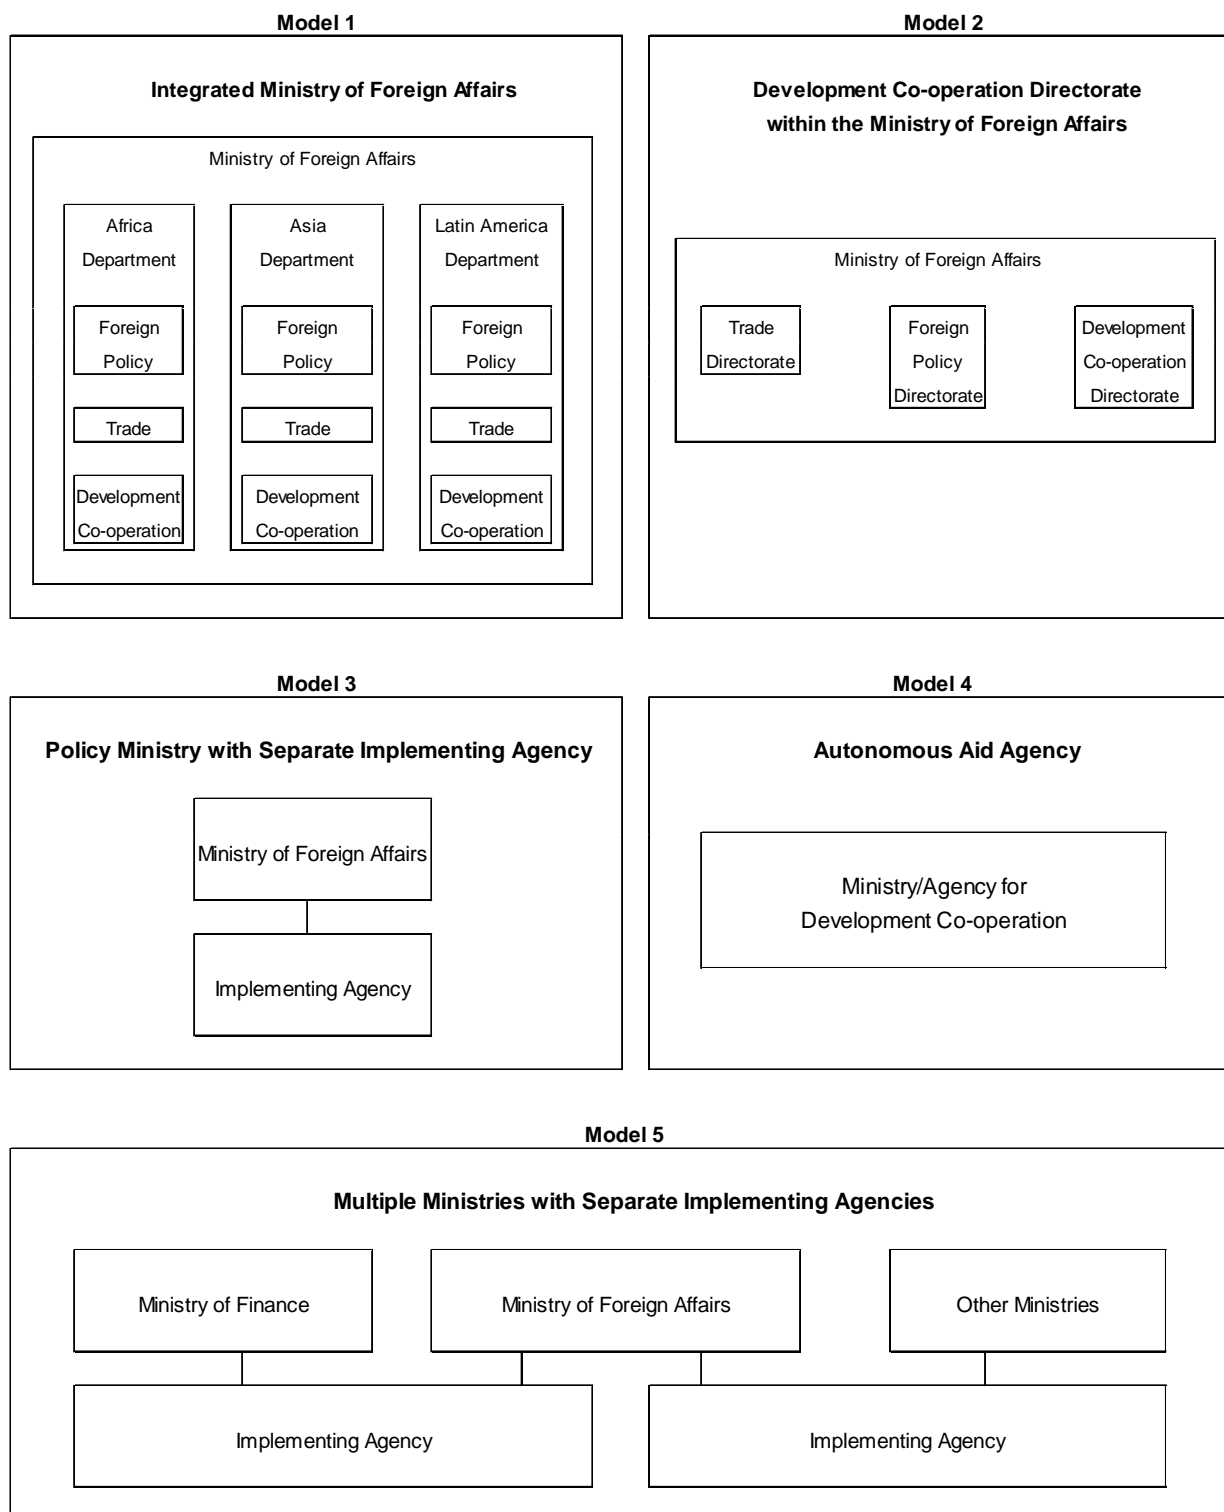 Model 1
Integrated Ministry of Foreign Affairs
Ministry of Foreign Affairs
Africa
Department
Foreign
Policy
Trade
Development
Co-operation
Asia
Department
Foreign
Policy
Trade
Development
Co-operation
Latin America
Department
Foreign
Policy
Trade
Development
Co-operation
Model 2
Development Co-operation Directorate
within the Ministry of Foreign Affairs
Ministry of Foreign Affairs
Trade
Directorate
Foreign
Policy
Directorate
Development
Co-operation
Directorate
Model 3
Policy Ministry with Separate Implementing Agency
Ministry of Foreign Affairs
Implementing Agency
Model 4
Autonomous Aid Agency
Ministry/Agency for
Development Co-operation
Model 5
Multiple Ministries with Separate Implementing Agencies
Ministry of Finance
Ministry of Foreign Affairs
Other Ministries
Implementing Agency
Implementing Agency